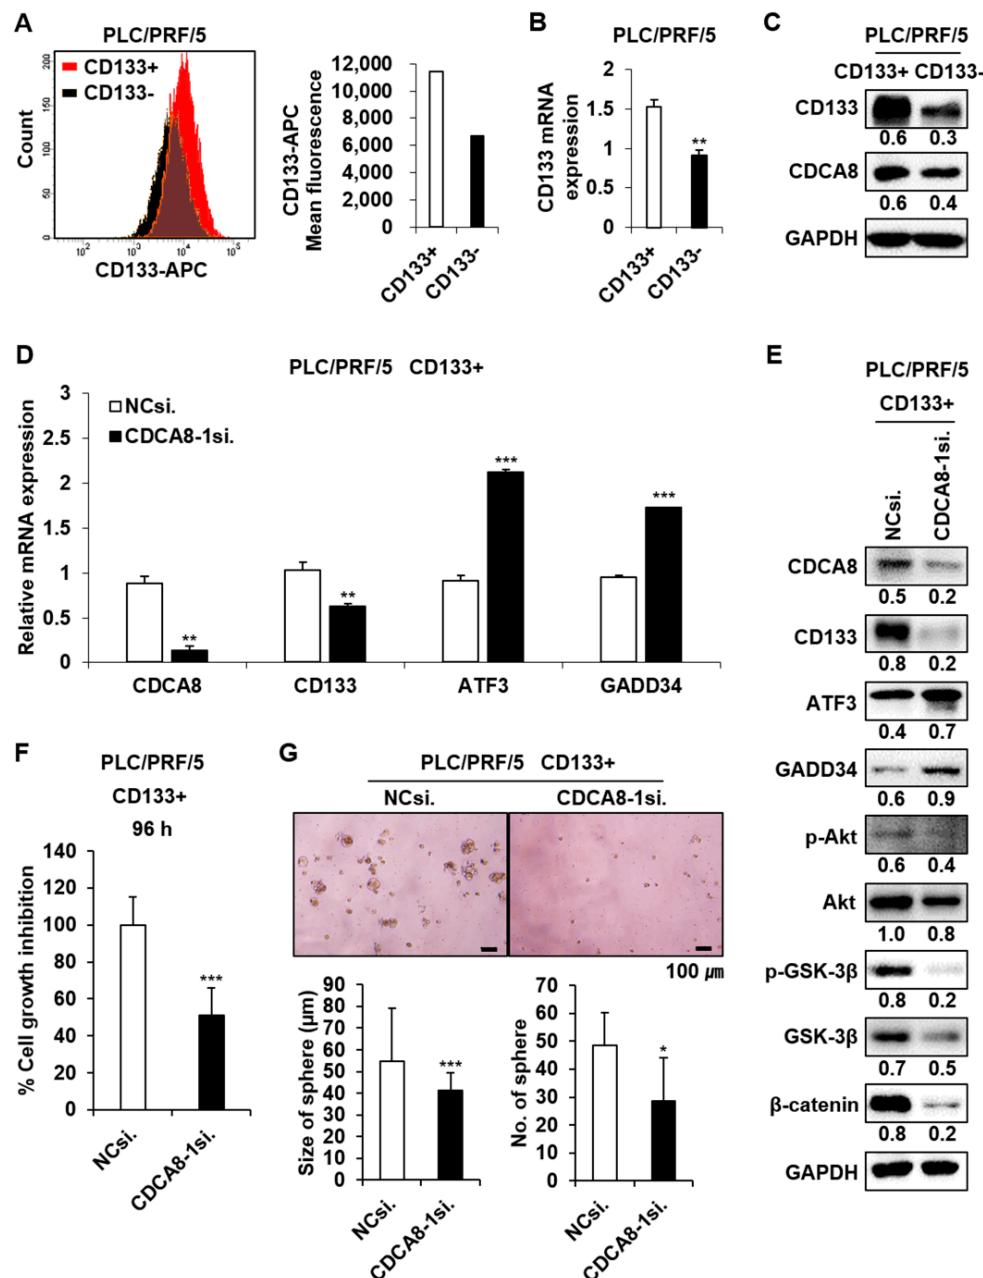 A
PLC/PRF/5
CD133+
CD133-
Count
200
150
100
50
0
10² 10³ 10⁴ 10⁵
CD133-APC
CD133-APC
Mean fluorescence
12,000
10,000
8,000
6,000
4,000
2,000
0
CD133+
CD133-
B
PLC/PRF/5
CD133 mRNA
expression
2
1.5
1
0.5
0
**
CD133+
CD133-
C
PLC/PRF/5
CD133+ CD133-
CD133
0.6 0.3
CDCA8
0.6 0.4
GAPDH
D
PLC/PRF/5 CD133+
Relative mRNA expression
3
2.5
2
1.5
1
0.5
0
NCsi.
CDCA8-1si.
** ** *** ***
CDCA8 CD133 ATF3 GADD34
E
PLC/PRF/5
CD133+
NCsi.
CDCA8-1si.
CDCA8
0.5 0.2
CD133
0.8 0.2
ATF3
0.4 0.7
GADD34
0.6 0.9
p-Akt
0.6 0.4
Akt
1.0 0.8
p-GSK-3β
0.8 0.2
GSK-3β
0.7 0.5
β-catenin
0.8 0.2
GAPDH
F
PLC/PRF/5
CD133+
96 h
% Cell growth inhibition
140
120
100
80
60
40
20
0
***
NCsi.
CDCA8-1si.
G
PLC/PRF/5 CD133+
NCsi. CDCA8-1si.
100 µm
Size of sphere (µm)
90
80
70
60
50
40
30
20
10
0
***
NCsi.
CDCA8-1si.
No. of sphere
70
60
50
40
30
20
10
0
*
NCsi.
CDCA8-1si.